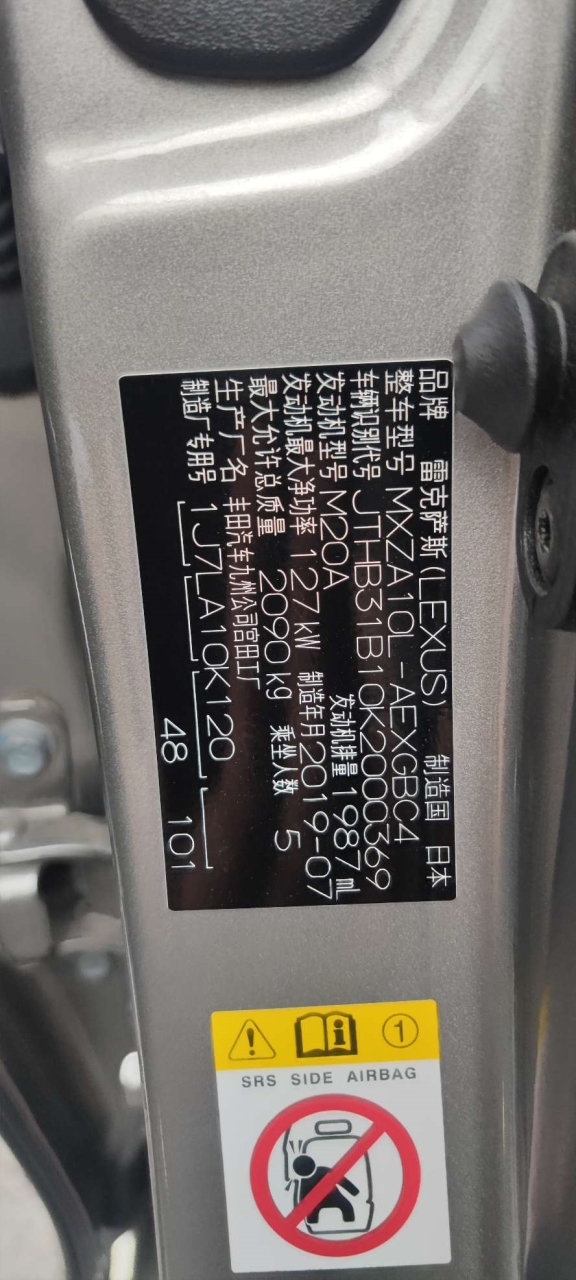 品牌 雷克萨斯(LEXUS) 制造国 日本
整车型号 MXZA10L-AEXGBC4
车辆识别代号 JTHB31B10K2000369
发动机型号 M20A 发动机排量 1987 ml
发动机最大净功率 127 kW 制造年月 2019-07
最大允许总质量 2090 kg 乘坐人数 5
生产厂名 丰田汽车九州公司宫田工厂
制造厂专用号 1J7LA10K120
48 101
1
SRS SIDE AIRBAG